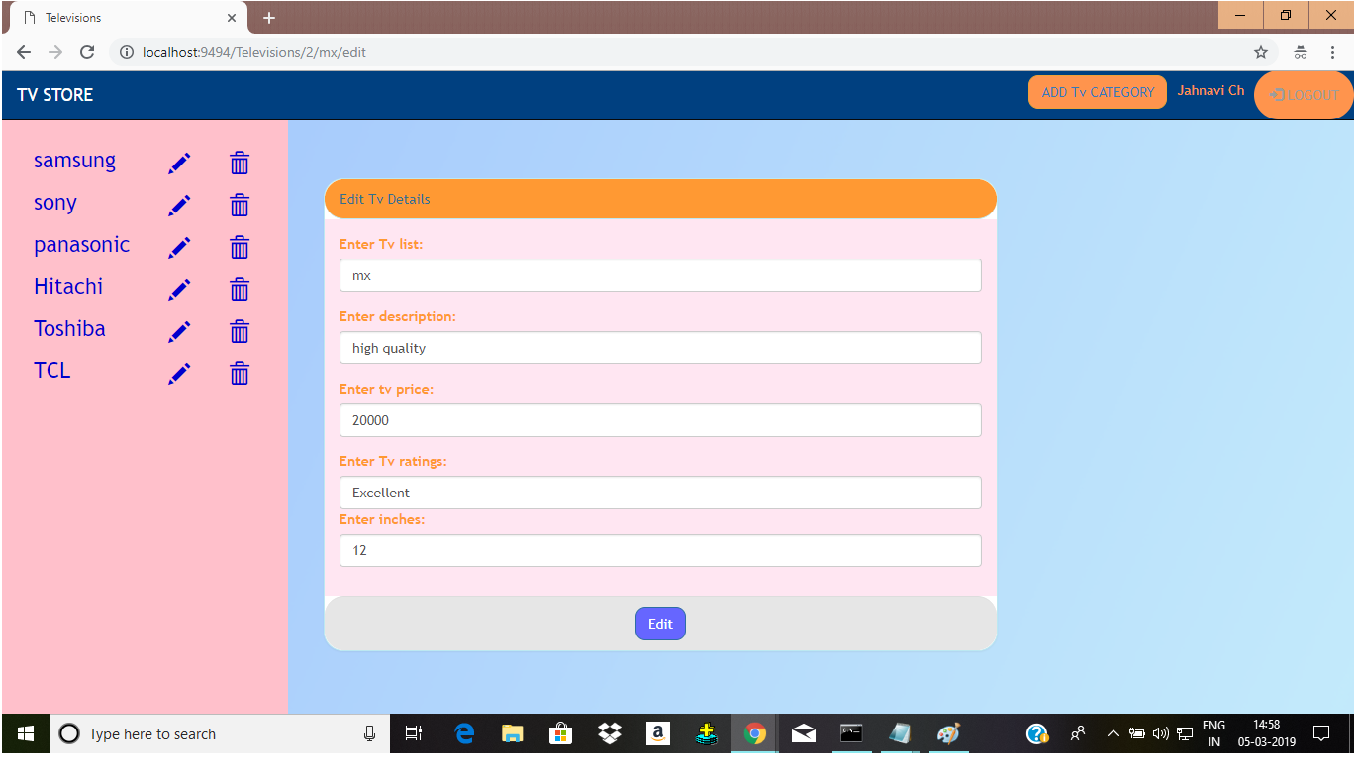 Televisions
localhost:9494/Televisions/2/mx/edit
TV STORE
ADD Tv CATEGORY
Jahnavi Ch
LOGOUT
samsung
sony
panasonic
Hitachi
Toshiba
TCL
Edit Tv Details
Enter Tv list:
mx
Enter description:
high quality
Enter tv price:
20000
Enter Tv ratings:
Excellent
Enter inches:
12
Edit
Type here to search
ENG
IN
14:58
05-03-2019